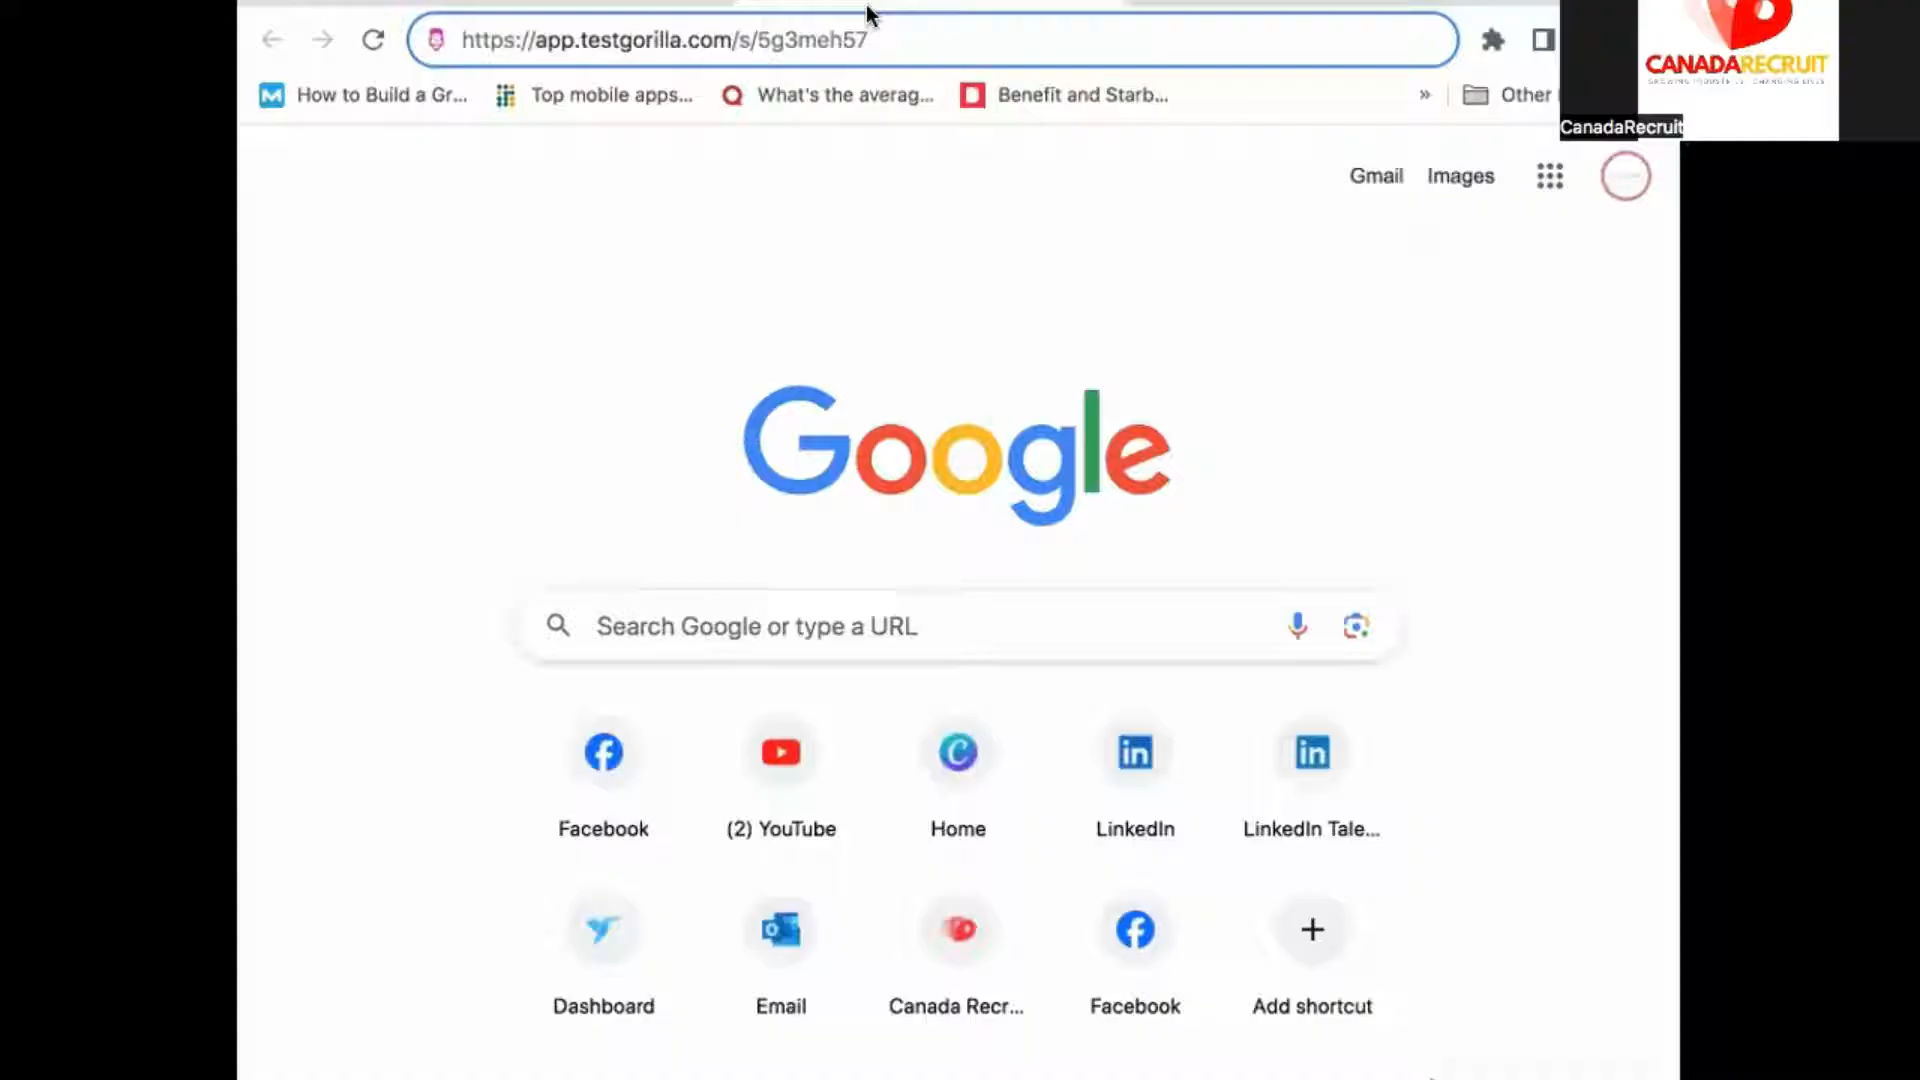 https://app.testgorilla.com/s/5g3meh57
CANADARECRUIT
How to Build a Gr...
Top mobile apps...
What's the averag...
Benefit and Starb...
»
Other
CanadaRecruit
Gmail
Images
Google
Search Google or type a URL
Facebook
(2) YouTube
Home
LinkedIn
LinkedIn Tale...
Dashboard
Email
Canada Recr...
Facebook
Add shortcut